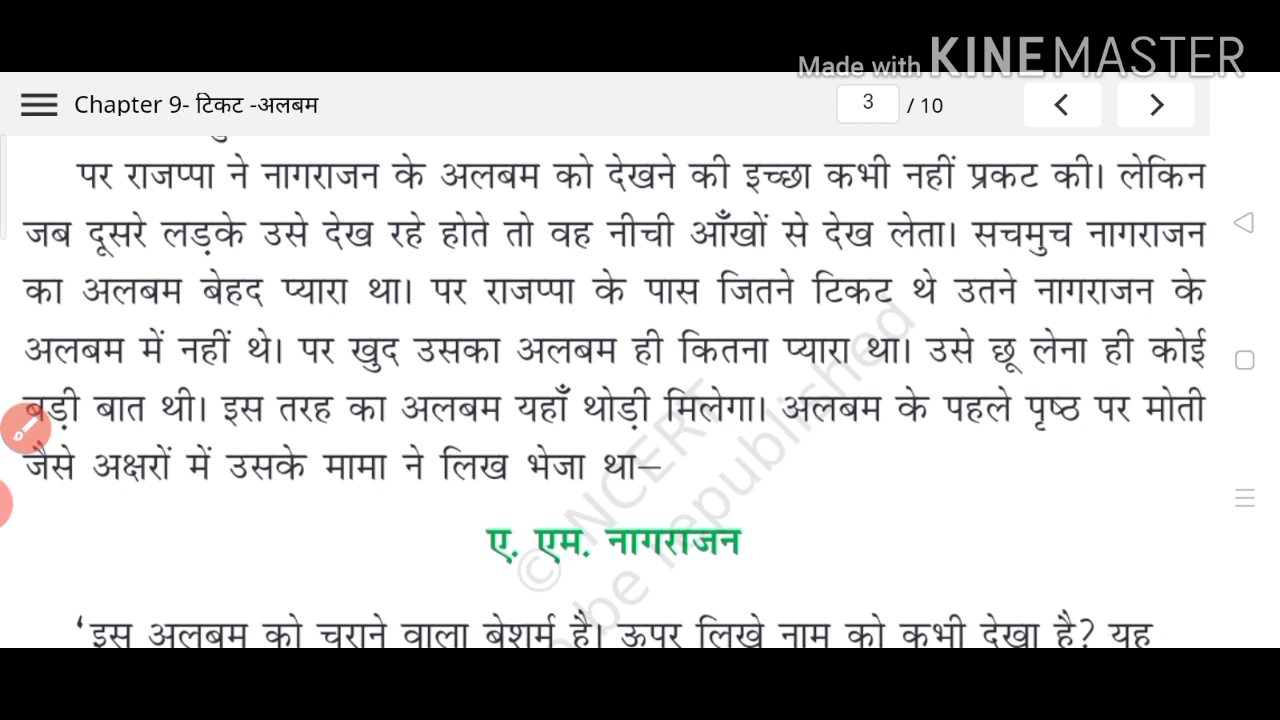 Made with KINEMASTER
Chapter 9- टिकट -अलबम
3 / 10
पर राजप्पा ने नागराजन के अलबम को देखने की इच्छा कभी नहीं प्रकट की। लेकिन
जब दूसरे लड़के उसे देख रहे होते तो वह नीची आँखों से देख लेता। सचमुच नागराजन
का अलबम बेहद प्यारा था। पर राजप्पा के पास जितने टिकट थे उतने नागराजन के
अलबम में नहीं थे। पर खुद उसका अलबम ही कितना प्यारा था। उसे छू लेना ही कोई
बड़ी बात थी। इस तरह का अलबम यहाँ थोड़ी मिलेगा। अलबम के पहले पृष्ठ पर मोती
जैसे अक्षरों में उसके मामा ने लिख भेजा था–
ए. एम. नागराजन
‘इस अलबम को चुराने वाला बेशर्म है। ऊपर लिखे नाम को कभी देखा है? यह
© NCERT
o be republished